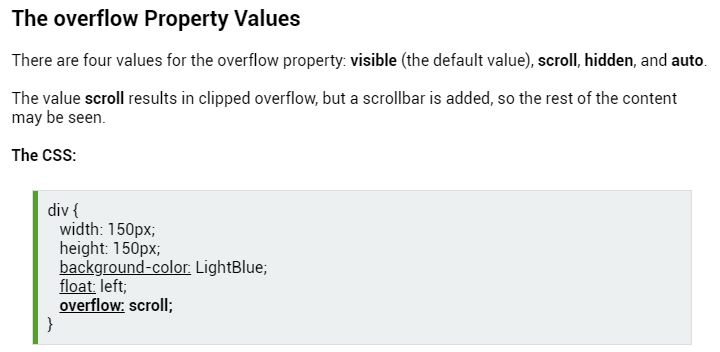 The overflow Property Values
There are four values for the overflow property: visible (the default value), scroll, hidden, and auto.
The value scroll results in clipped overflow, but a scrollbar is added, so the rest of the content
may be seen.
The CSS:
div {
width: 150px;
height: 150px;
background-color: LightBlue;
float: left;
overflow: scroll;
}